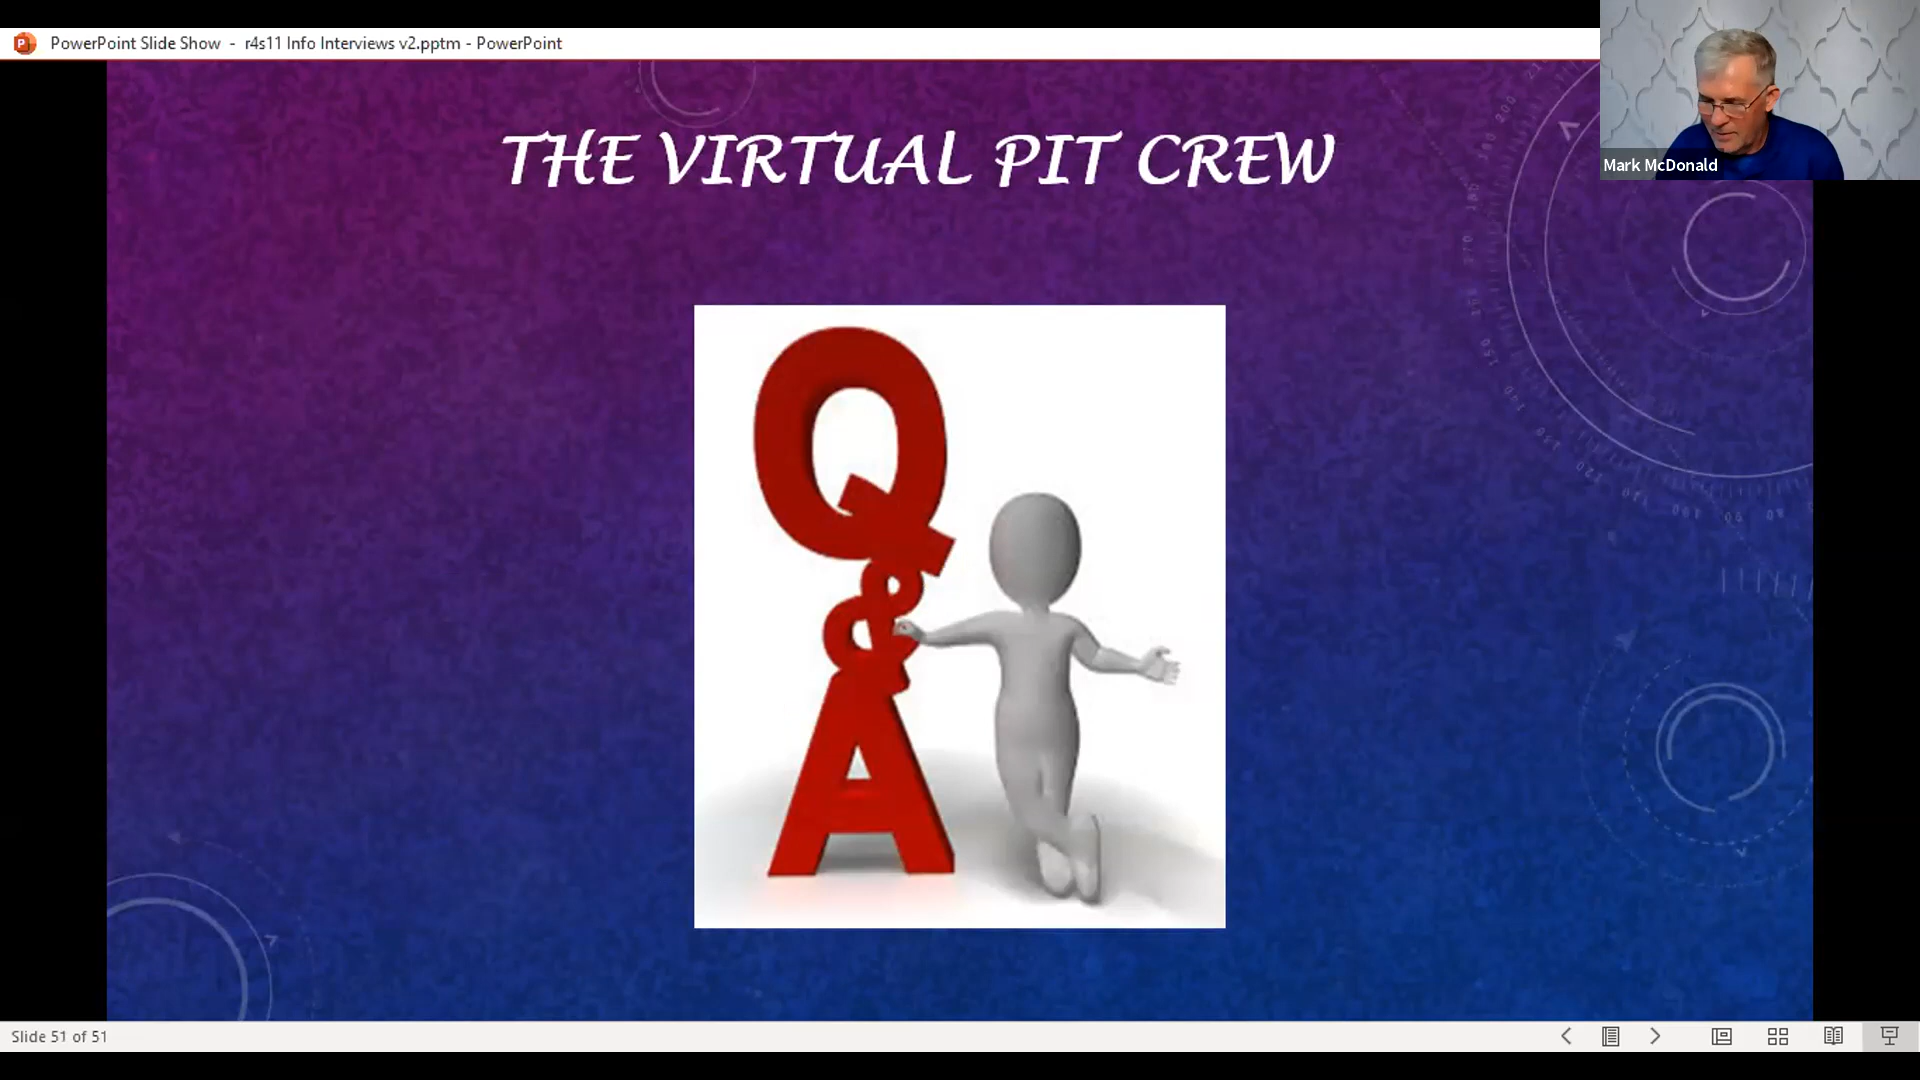 PowerPoint Slide Show - r4s11 Info Interviews v2.pptm - PowerPoint
Mark McDonald
THE VIRTUAL PIT CREW
Q
&
A
Slide 51 of 51